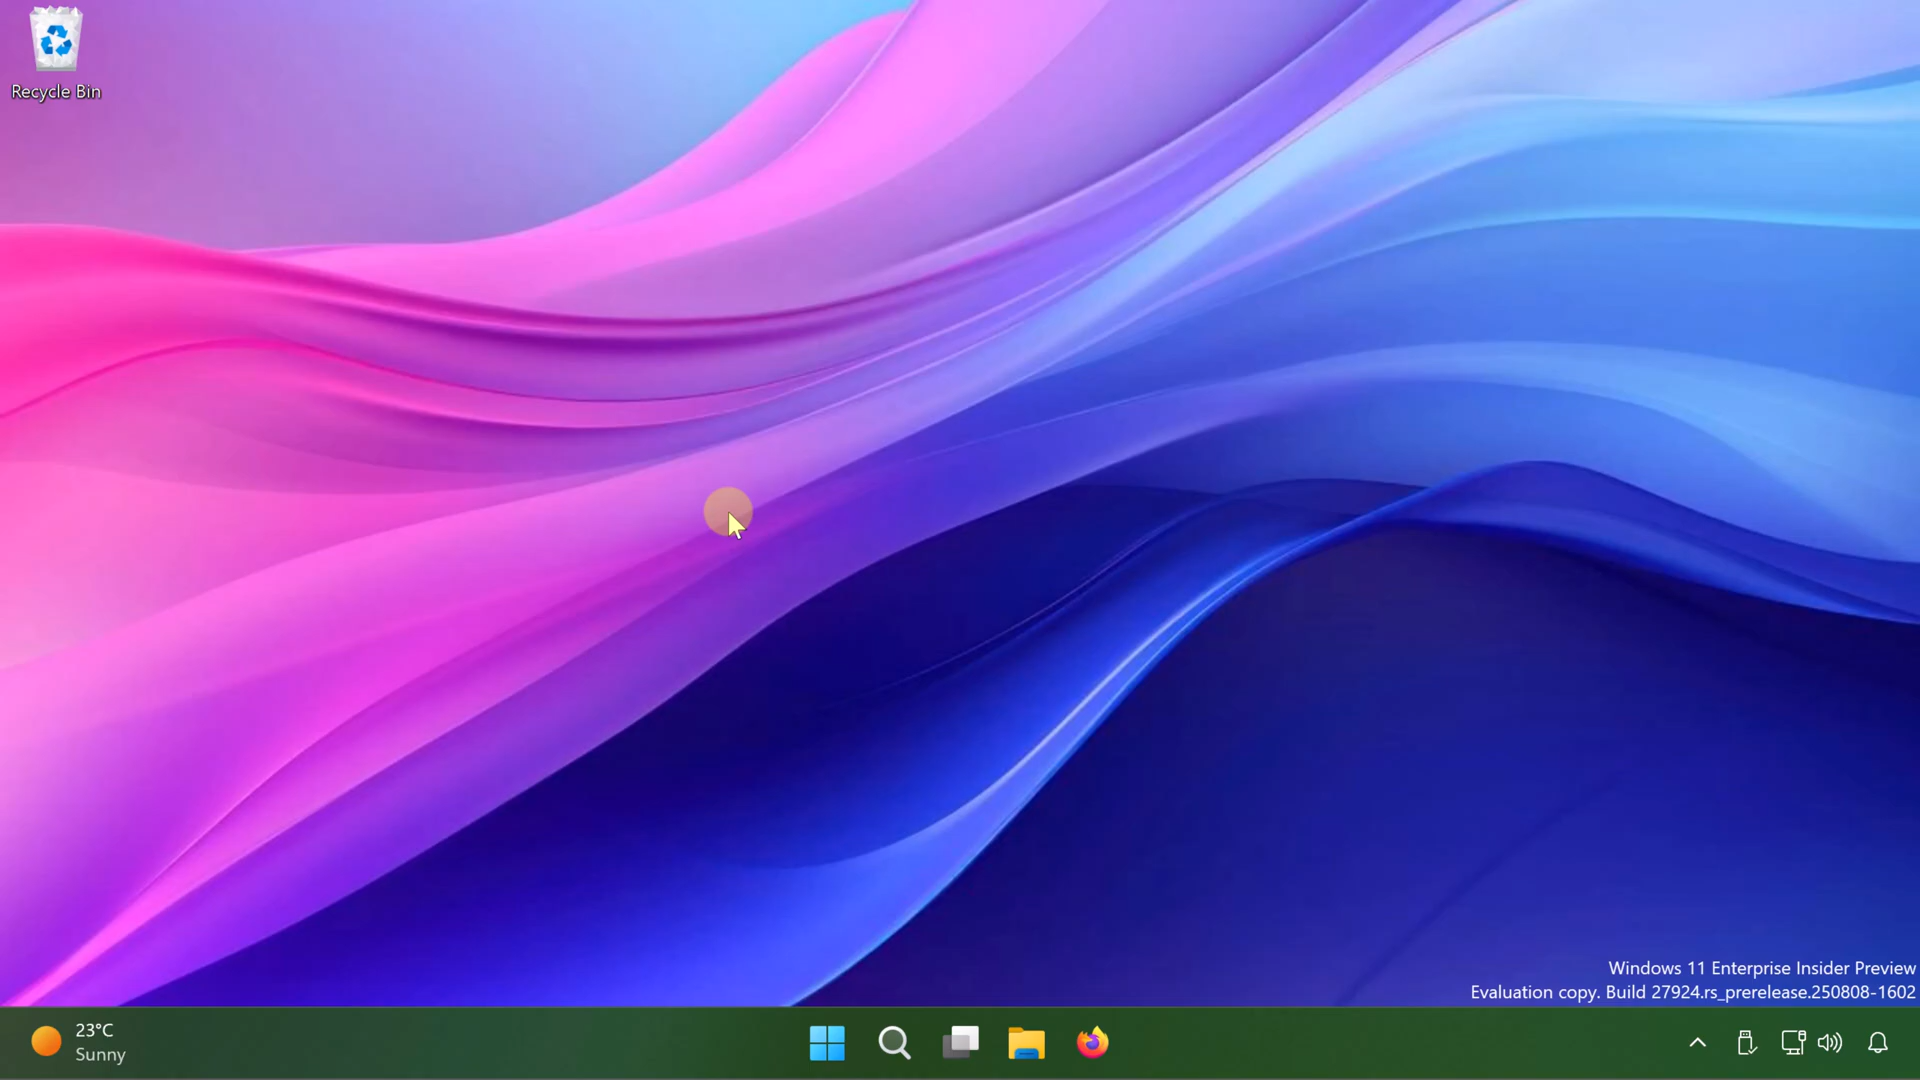 Recycle Bin
Windows 11 Enterprise Insider Preview
Evaluation copy. Build 27924.rs_prerelease.250808-1602
23°C
Sunny